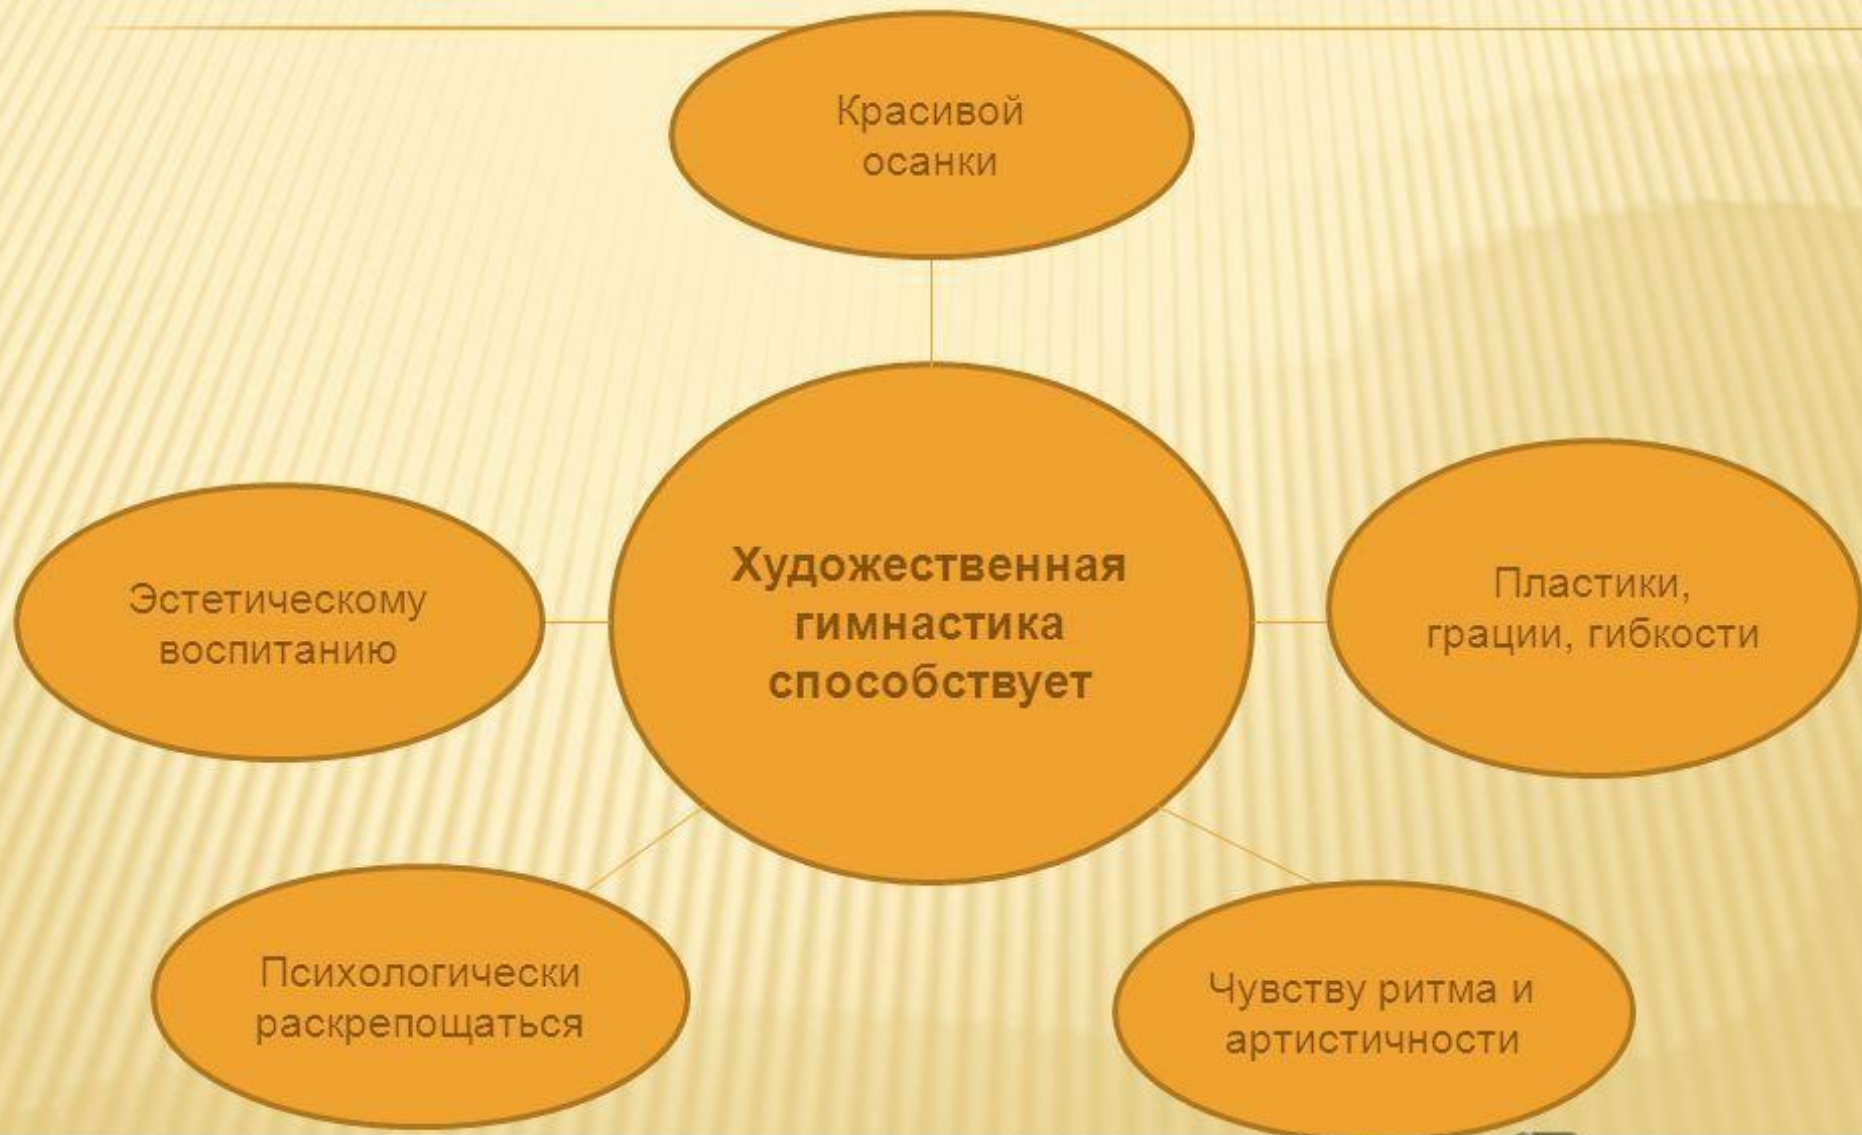 Красивой
осанки
Художественная
гимнастика
способствует
Пластики,
грации, гибкости
Эстетическому
воспитанию
Психологически
раскрепощаться
Чувству ритма и
артистичности